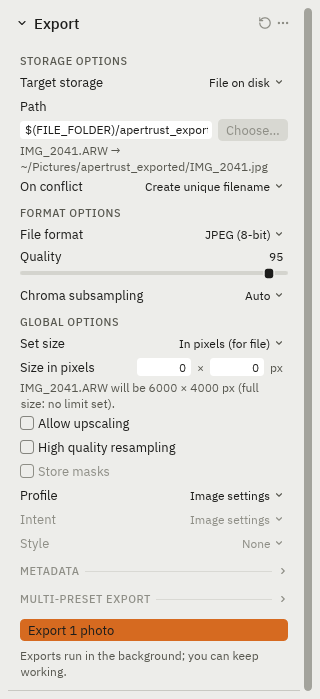 Export
STORAGE OPTIONS
Target storage File on disk
Path
$(FILE_FOLDER)/apertrust_expor Choose...
IMG_2041.ARW →
~/Pictures/apertrust_exported/IMG_2041.jpg
On conflict Create unique filename
FORMAT OPTIONS
File format JPEG (8-bit)
Quality 95
Chroma subsampling Auto
GLOBAL OPTIONS
Set size In pixels (for file)
Size in pixels 0 × 0 px
IMG_2041.ARW will be 6000 × 4000 px (full
size: no limit set).
Allow upscaling
High quality resampling
Store masks
Profile Image settings
Intent Image settings
Style None
METADATA
MULTI-PRESET EXPORT
Export 1 photo
Exports run in the background; you can keep
working.